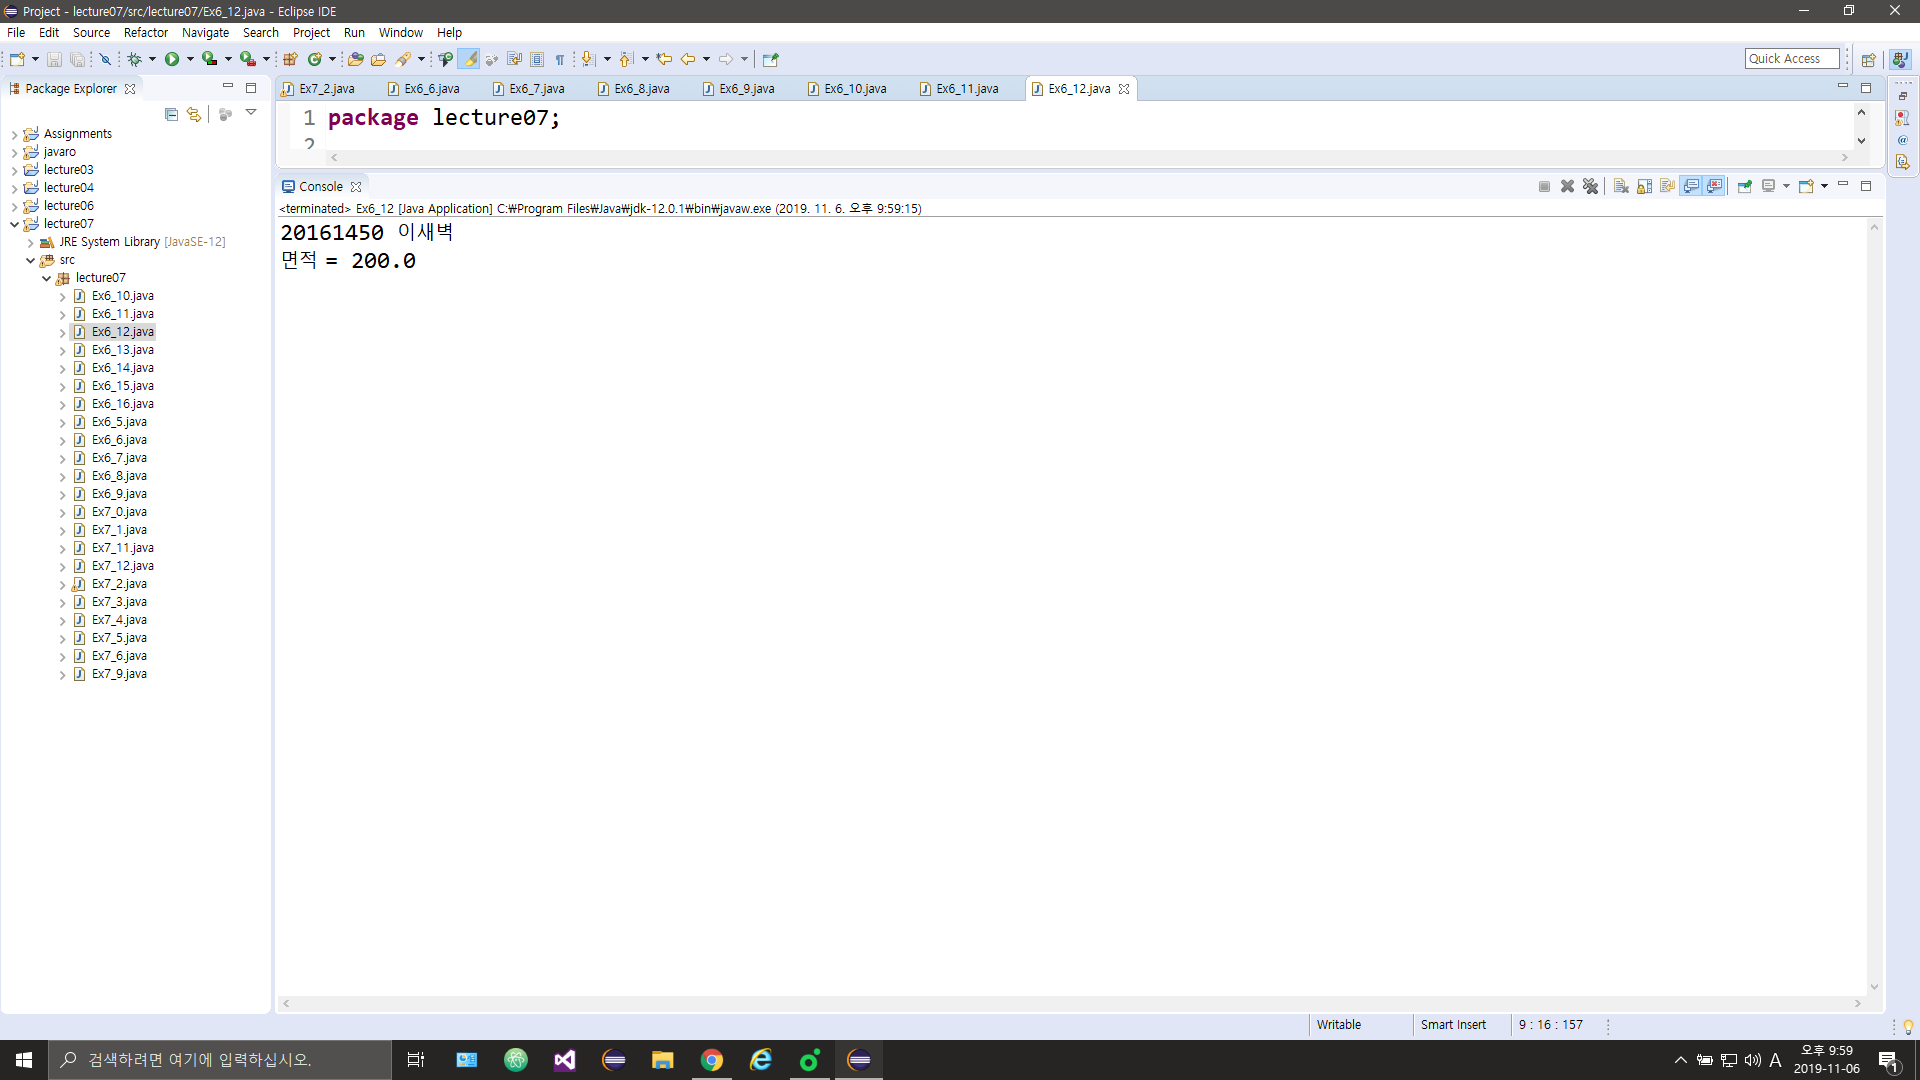 Project - lecture07/src/lecture07/Ex6_12.java - Eclipse IDE
File Edit Source Refactor Navigate Search Project Run Window Help
Quick Access
Package Explorer
Assignments
javaro
lecture03
lecture04
lecture06
lecture07
JRE System Library [JavaSE-12]
src
lecture07
Ex6_10.java
Ex6_11.java
Ex6_12.java
Ex6_13.java
Ex6_14.java
Ex6_15.java
Ex6_16.java
Ex6_5.java
Ex6_6.java
Ex6_7.java
Ex6_8.java
Ex6_9.java
Ex7_0.java
Ex7_1.java
Ex7_11.java
Ex7_12.java
Ex7_2.java
Ex7_3.java
Ex7_4.java
Ex7_5.java
Ex7_6.java
Ex7_9.java
Ex7_2.java Ex6_6.java Ex6_7.java Ex6_8.java Ex6_9.java Ex6_10.java Ex6_11.java Ex6_12.java
1 package lecture07;
2
Console
<terminated> Ex6_12 [Java Application] C:₩Program Files₩Java₩jdk-12.0.1₩bin₩javaw.exe (2019. 11. 6. 오후 9:59:15)
20161450 이새벽
면적 = 200.0
Writable Smart Insert 9 : 16 : 157
검색하려면 여기에 입력하십시오.
A
오후 9:59
2019-11-06
1